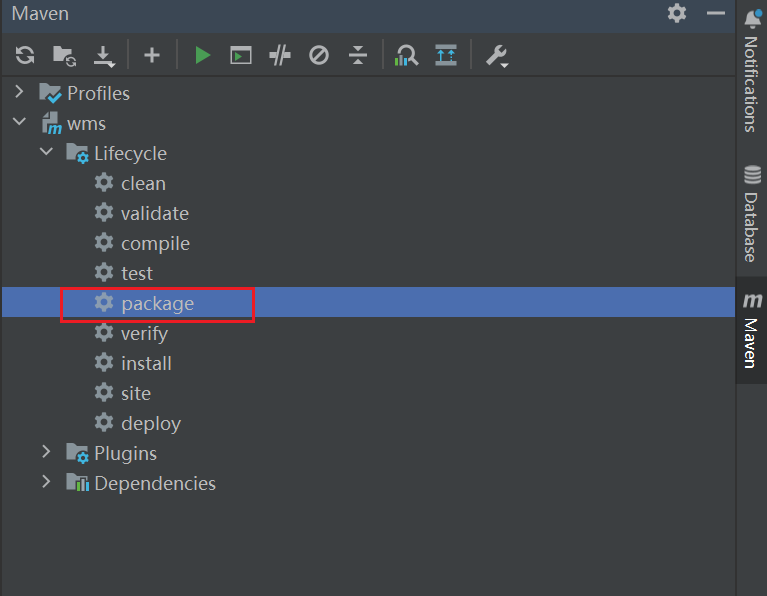 Maven
Profiles
wms
Lifecycle
clean
validate
compile
test
package
verify
install
site
deploy
Plugins
Dependencies
Notifications
Database
Maven